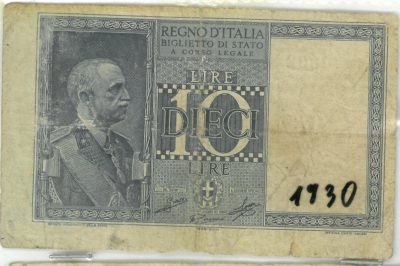 REGNO D'ITALIA
BIGLIETTO DI STATO
A CORSO LEGALE
LIRE
10
DIECI
LIRE
1930